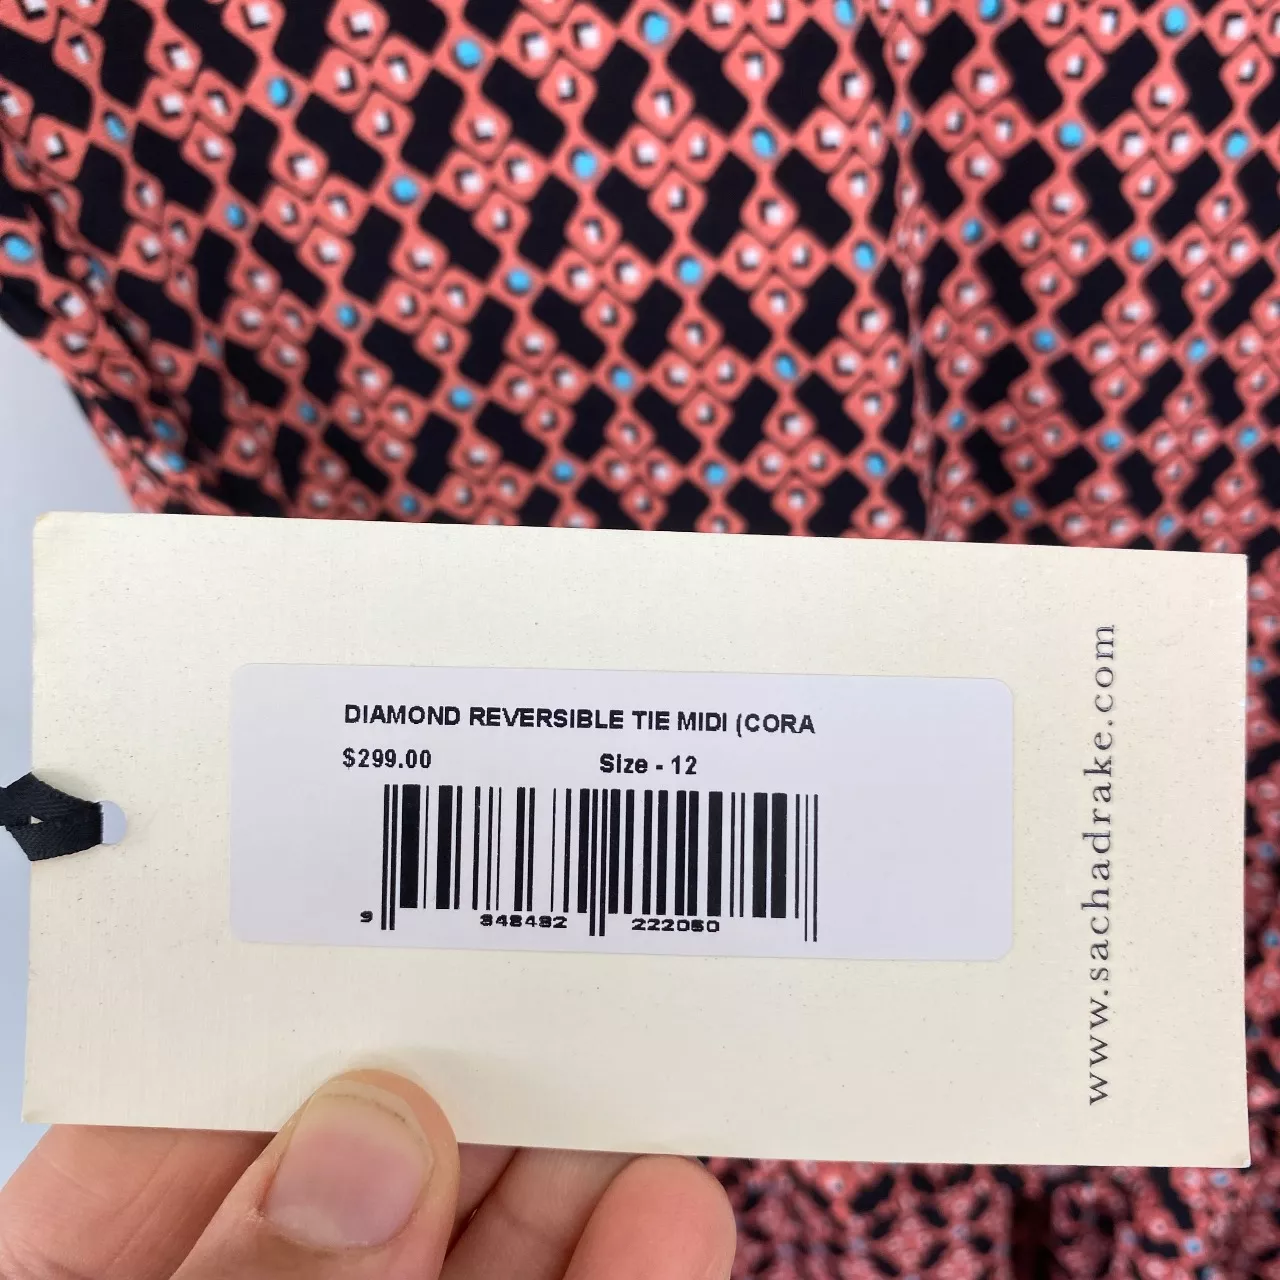 DIAMOND REVERSIBLE TIE MIDI (CORA
$299.00 Size - 12
9 348482 222050
www.sachadrake.com